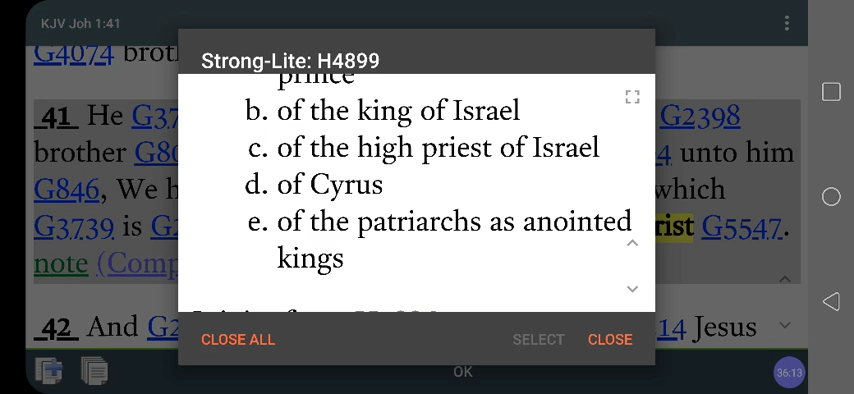 KJV Joh 1:41
G4074 brot
Strong-Lite: H4899
prince
b. of the king of Israel
c. of the high priest of Israel
d. of Cyrus
e. of the patriarchs as anointed
kings
41 He G37 G2398
brother G80 4 unto him
G846, We h which
G3739 is G2 rist G5547.
note (Comp
42 And G2 14 Jesus
CLOSE ALL
SELECT
CLOSE
OK
36:13